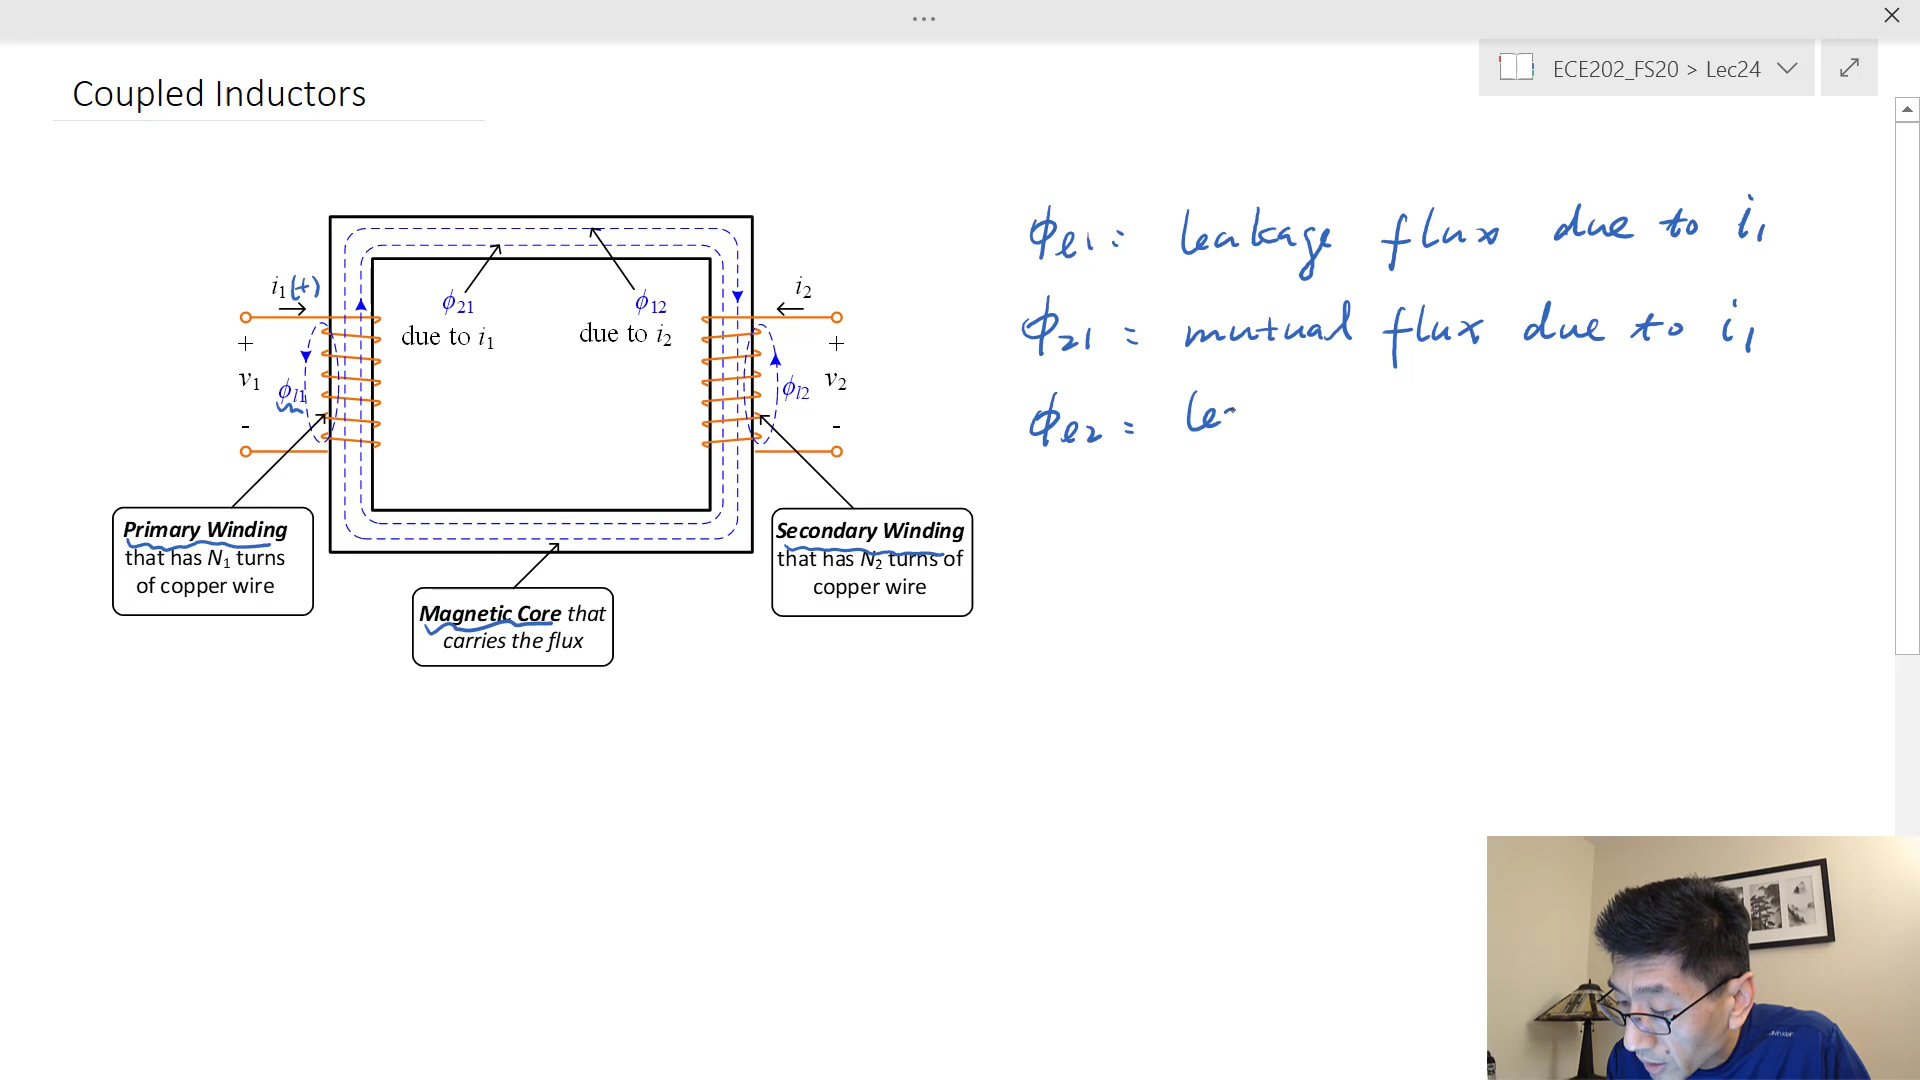 ECE202_FS20 > Lec24
Coupled Inductors
ϕℓ1: leakage flux due to i1
ϕ21: mutual flux due to i1
ϕℓ2:
i1(+)
i2
ϕ21
due to i1
ϕ12
due to i2
+
v1
-
ϕl1
ϕl2
+
v2
-
Primary Winding
that has N1 turns
of copper wire
Secondary Winding
that has N2 turns of
copper wire
Magnetic Core that
carries the flux